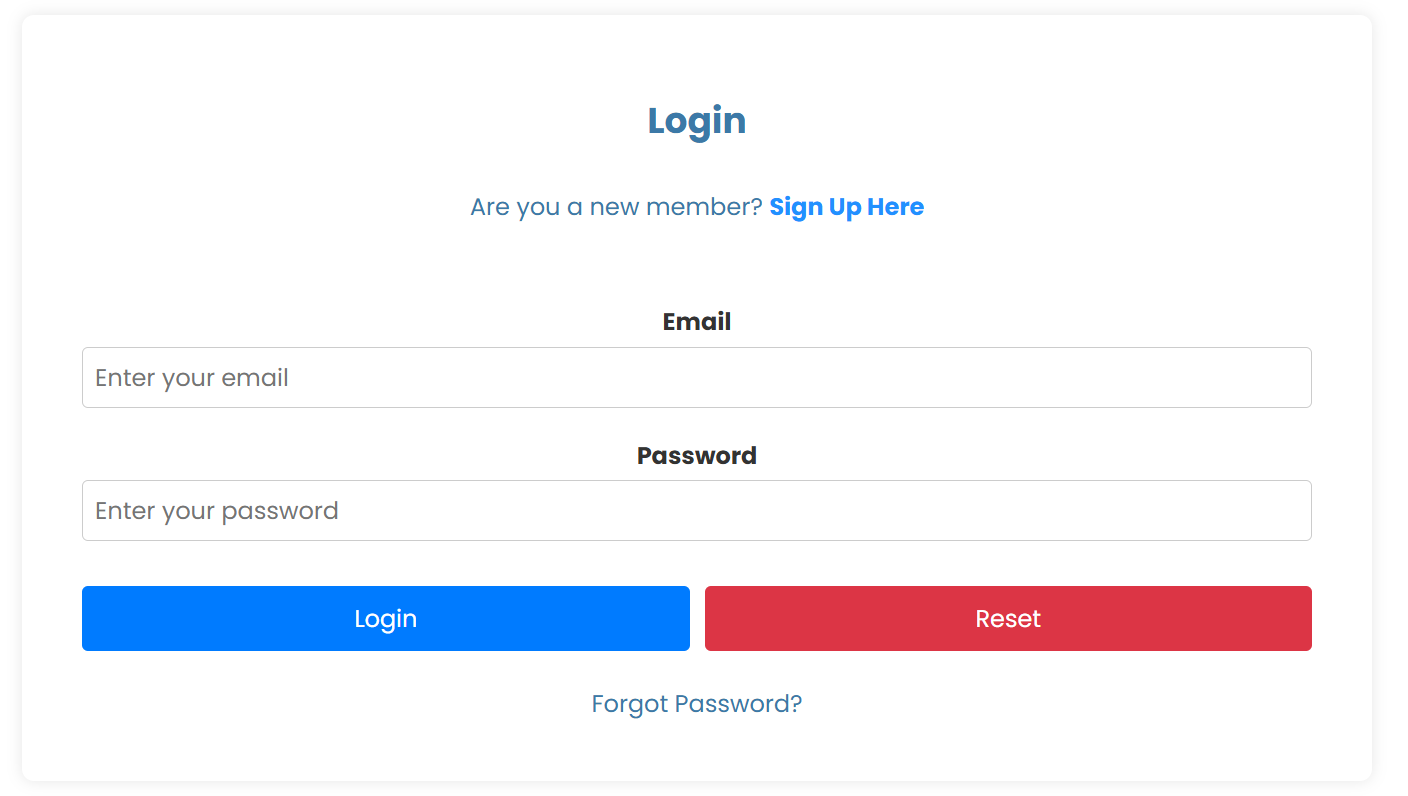 Login
Are you a new member? Sign Up Here
Email
Enter your email
Password
Enter your password
Login Reset
Forgot Password?